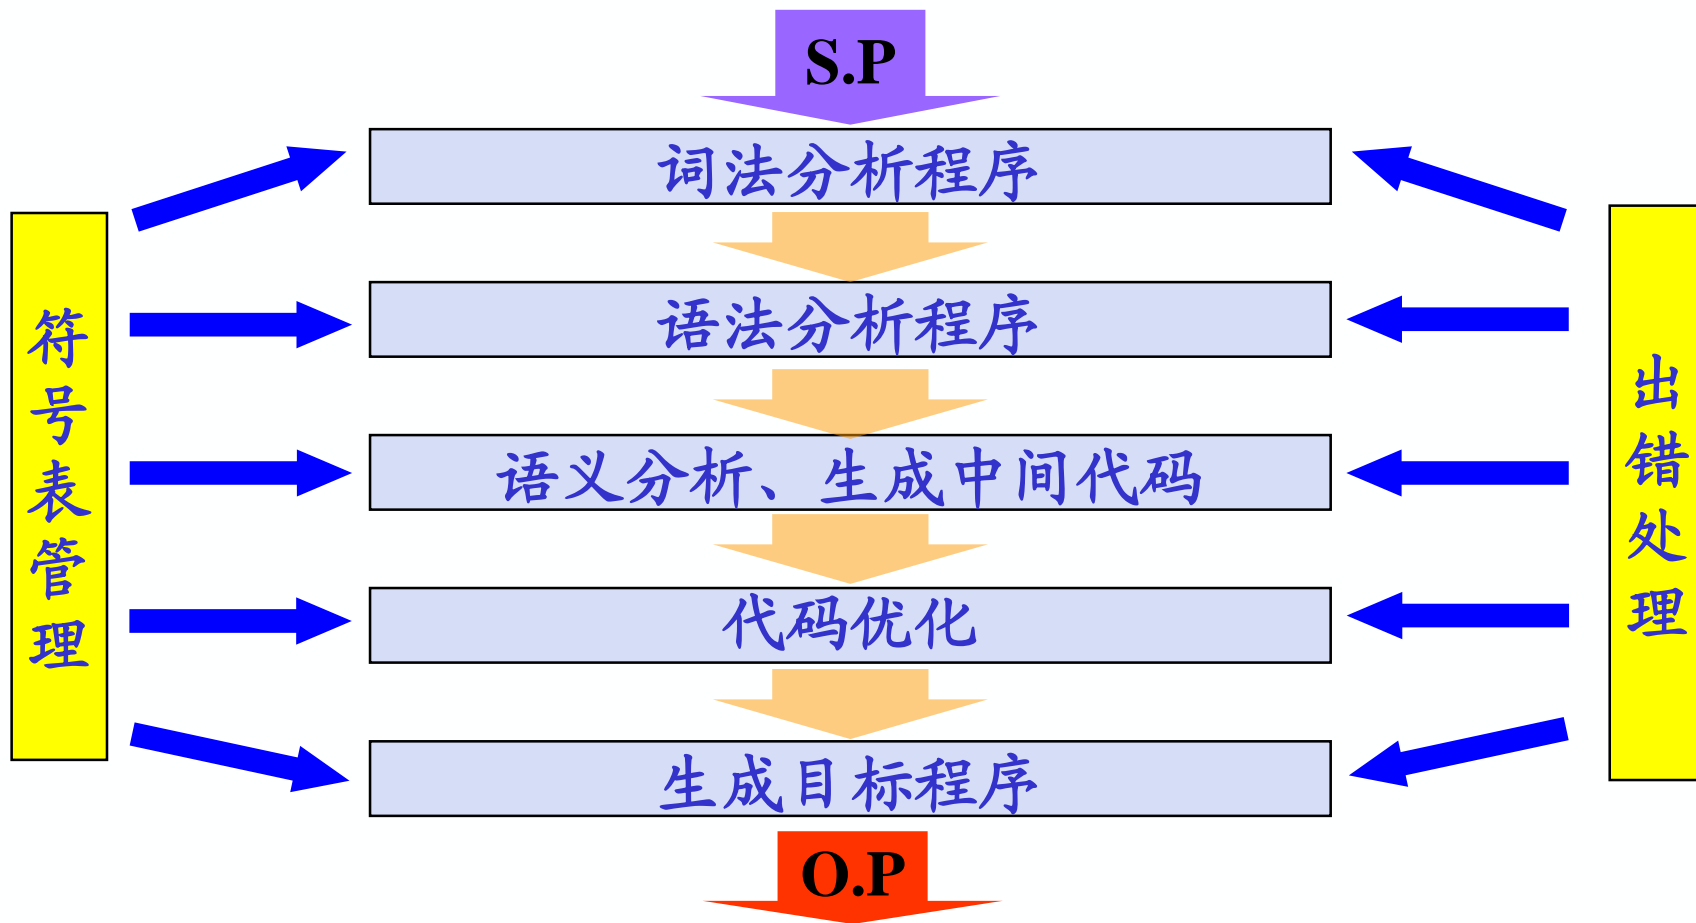 S.P
词法分析程序
语法分析程序
语义分析、生成中间代码
代码优化
生成目标程序
O.P
符号表管理
出错处理